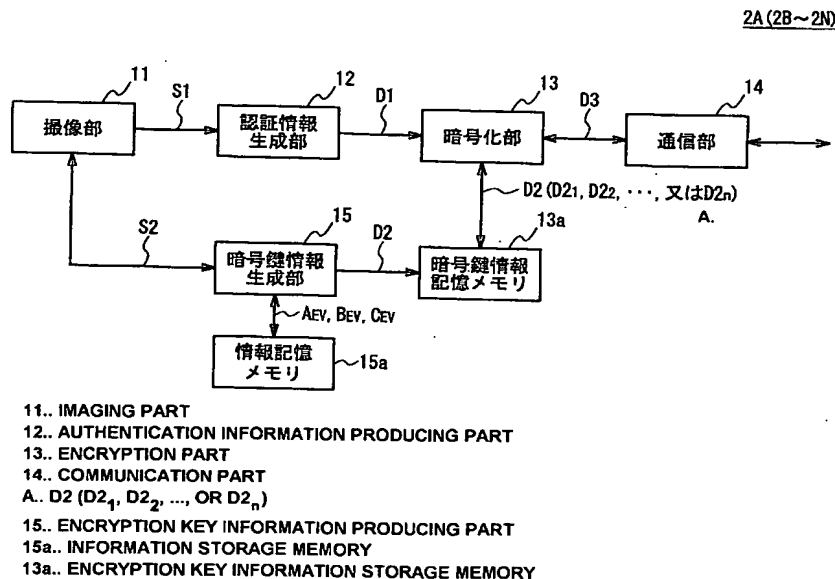 2A(2B~2N)
11
S1
12
D1
13
D3
14
撮像部
認証情報
生成部
暗号化部
通信部
D2 (D2₁, D2₂, ···, 又はD2ₙ)
A.
S2
15
D2
13a
暗号鍵情報
生成部
暗号鍵情報
記憶メモリ
AEV, BEV, CEV
情報記憶
メモリ
15a
11.. IMAGING PART
12.. AUTHENTICATION INFORMATION PRODUCING PART
13.. ENCRYPTION PART
14.. COMMUNICATION PART
A.. D2 (D2₁, D2₂, ..., OR D2ₙ)
15.. ENCRYPTION KEY INFORMATION PRODUCING PART
15a.. INFORMATION STORAGE MEMORY
13a.. ENCRYPTION KEY INFORMATION STORAGE MEMORY